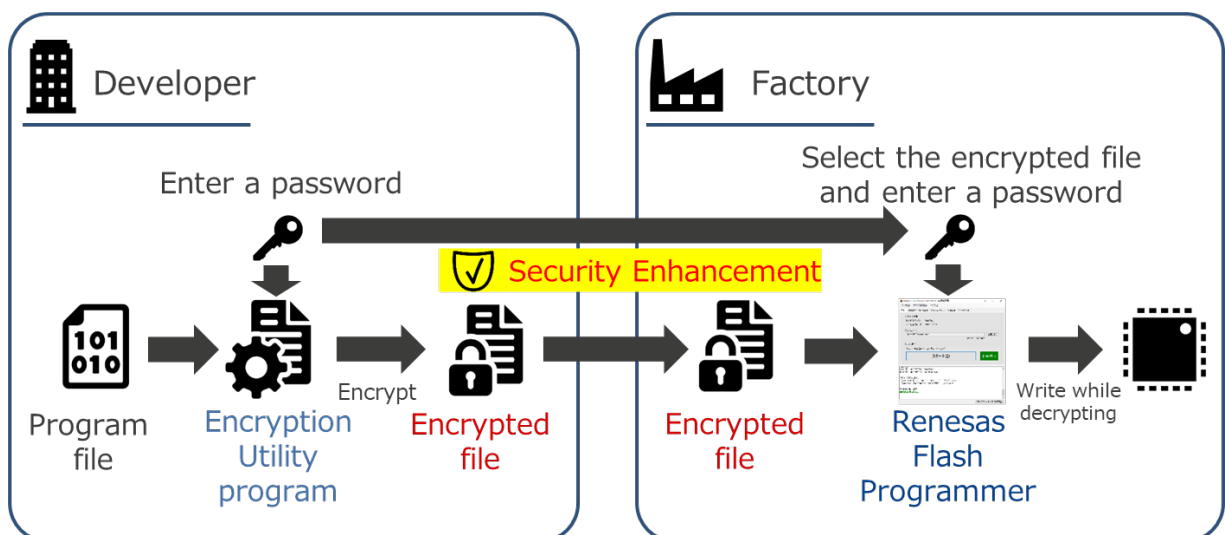 Developer
Factory
Enter a password
Select the encrypted file
and enter a password
Security Enhancement
101
010
Encrypt
Write while
decrypting
Program
file
Encryption
Utility
program
Encrypted
file
Encrypted
file
Renesas
Flash
Programmer